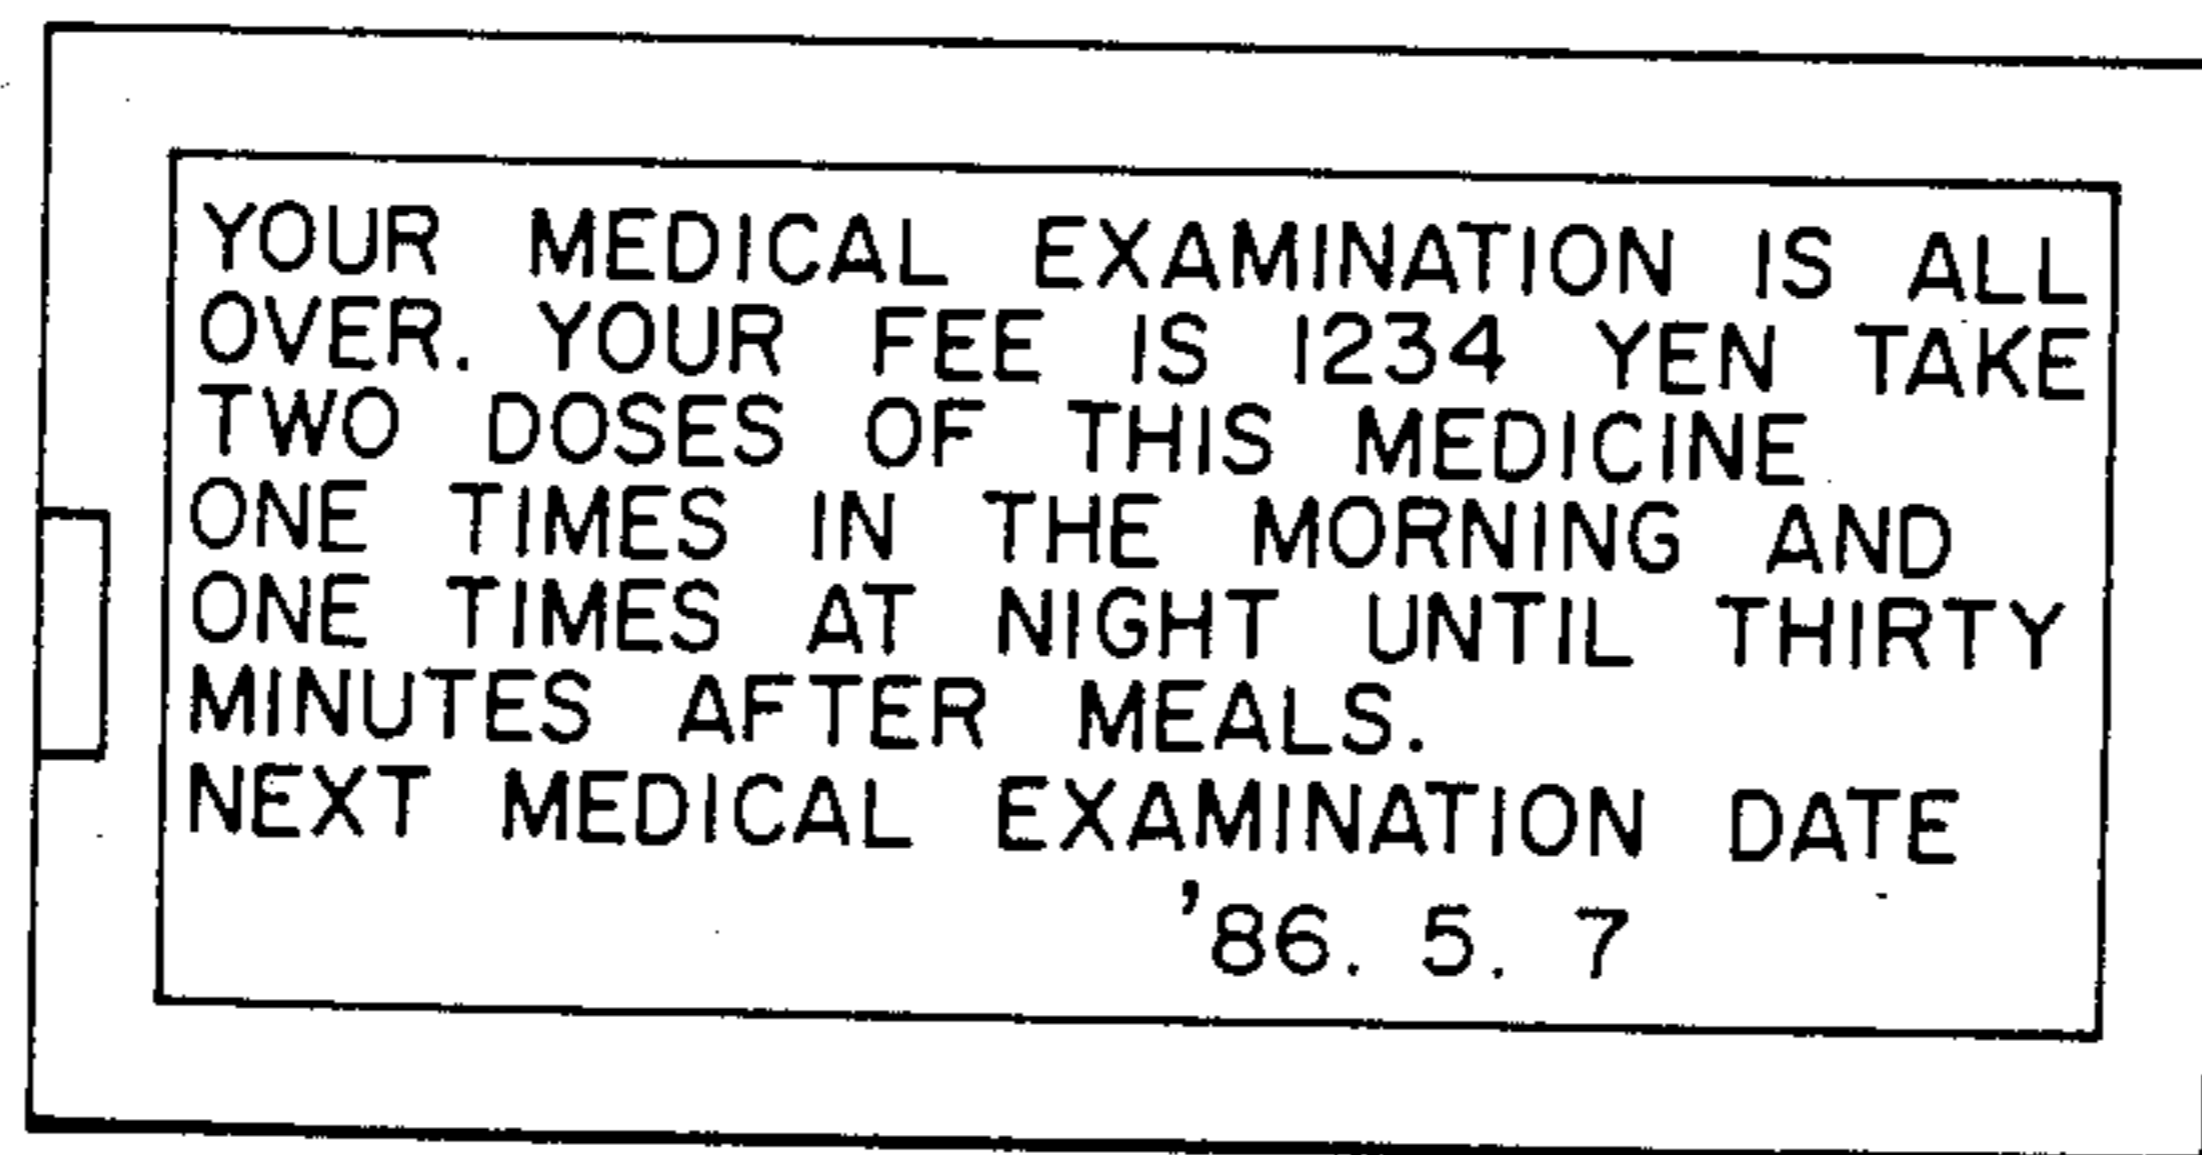 YOUR MEDICAL EXAMINATION IS ALL
OVER. YOUR FEE IS 1234 YEN TAKE
TWO DOSES OF THIS MEDICINE
ONE TIMES IN THE MORNING AND
ONE TIMES AT NIGHT UNTIL THIRTY
MINUTES AFTER MEALS.
NEXT MEDICAL EXAMINATION DATE
'86. 5. 7